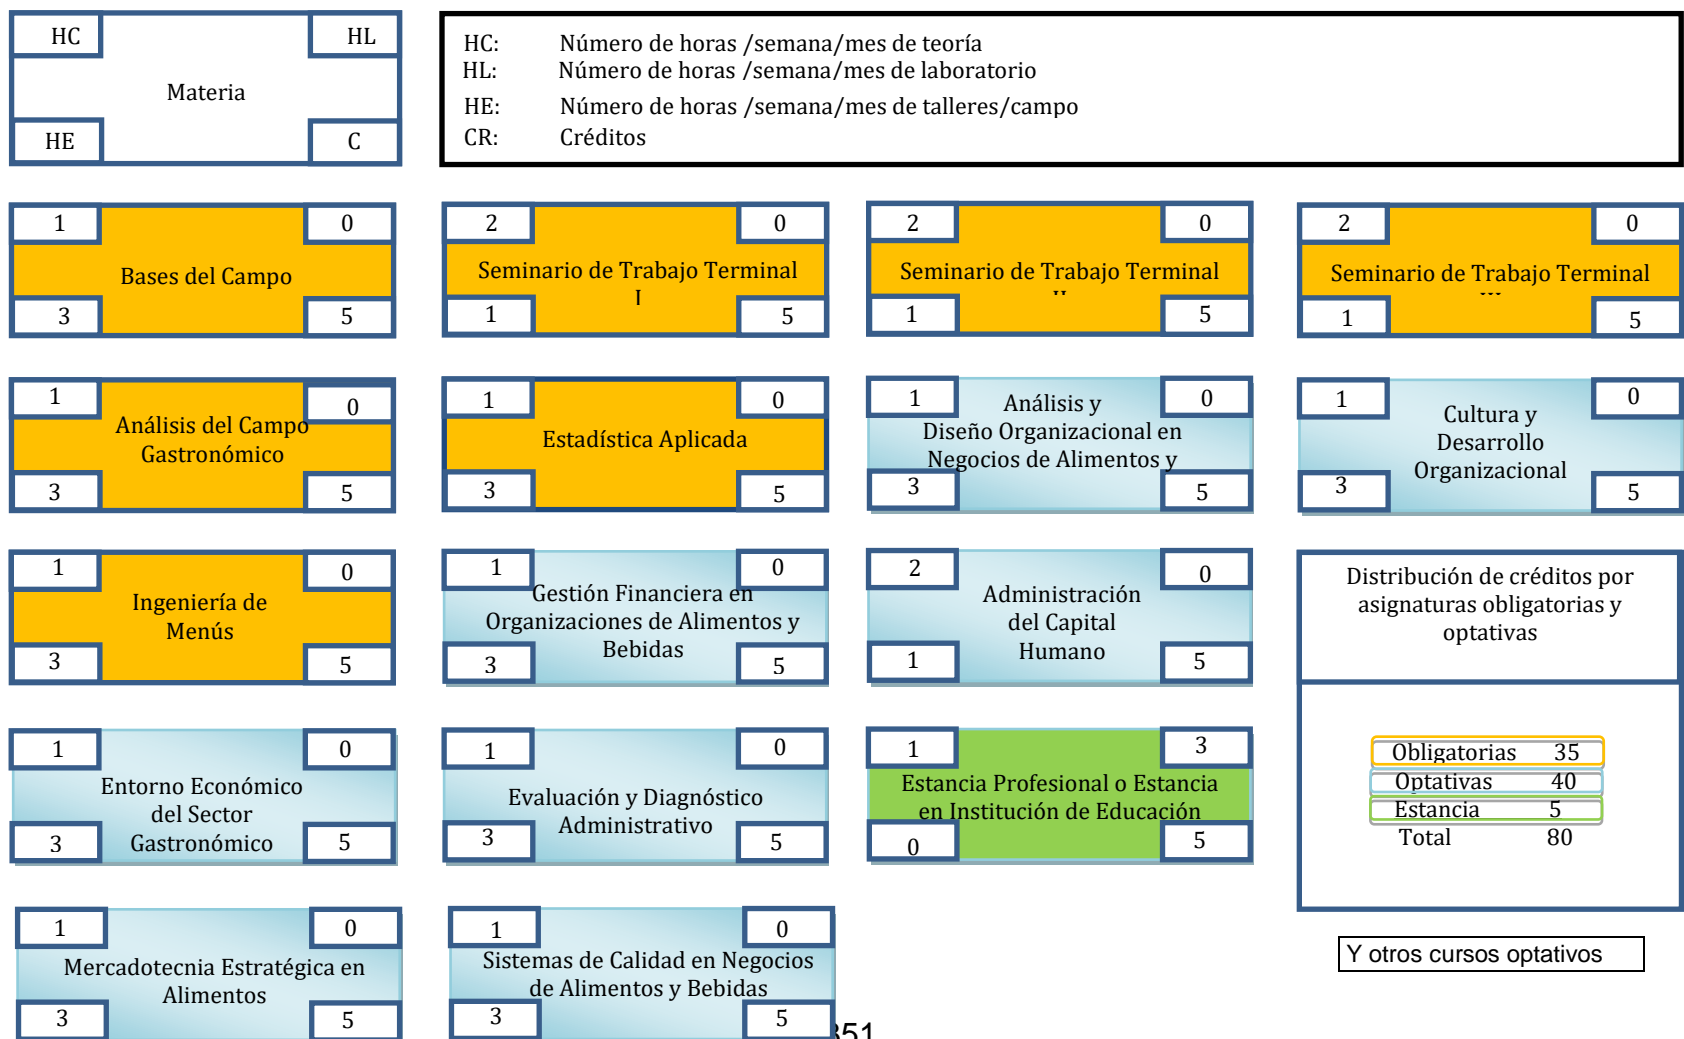 HC
HL
Materia
HE
C
HC: Número de horas /semana/mes de teoría
HL: Número de horas /semana/mes de laboratorio
HE: Número de horas /semana/mes de talleres/campo
CR: Créditos
1 0
Bases del Campo
3 5
2 0
Seminario de Trabajo Terminal
I
1 5
2 0
Seminario de Trabajo Terminal
1 5
2 0
Seminario de Trabajo Terminal
1 5
1 0
Análisis del Campo
Gastronómico
3 5
1 0
Estadística Aplicada
3 5
1 0
Análisis y
Diseño Organizacional en
Negocios de Alimentos y
3 5
1 0
Cultura y
Desarrollo
Organizacional
3 5
1 0
Ingeniería de
Menús
3 5
1 0
Gestión Financiera en
Organizaciones de Alimentos y
Bebidas
3 5
2 0
Administración
del Capital
Humano
1 5
Distribución de créditos por
asignaturas obligatorias y
optativas
Obligatorias 35
Optativas 40
Estancia 5
Total 80
1 0
Entorno Económico
del Sector
Gastronómico
3 5
1 0
Evaluación y Diagnóstico
Administrativo
3 5
1 3
Estancia Profesional o Estancia
en Institución de Educación
0 5
1 0
Mercadotecnia Estratégica en
Alimentos
3 5
1 0
Sistemas de Calidad en Negocios
de Alimentos y Bebidas
3 5
Y otros cursos optativos